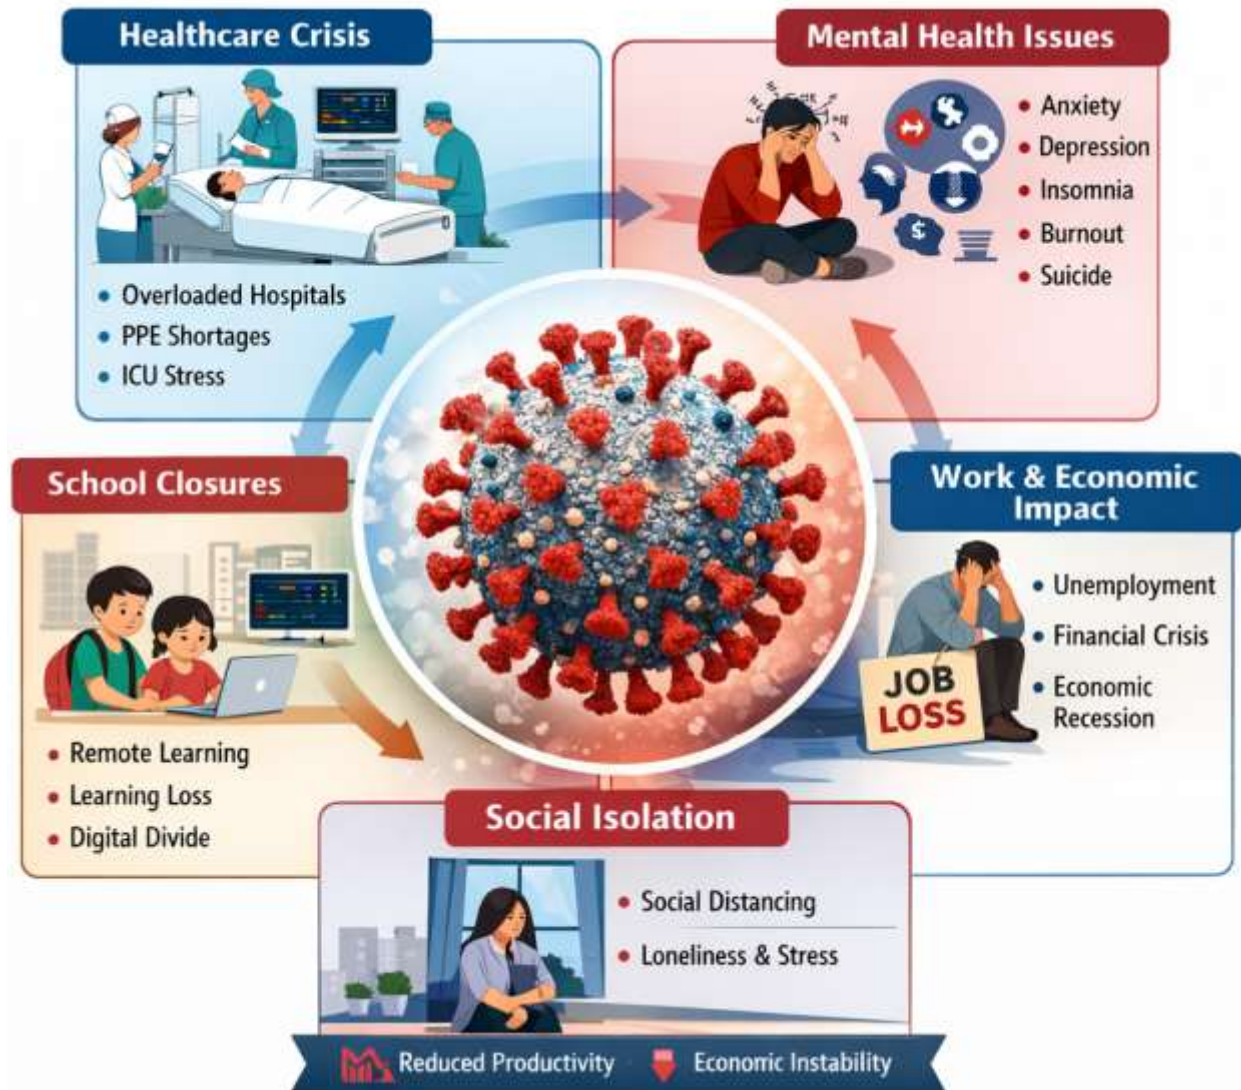 Healthcare Crisis
• Overloaded Hospitals
• PPE Shortages
• ICU Stress
Mental Health Issues
• Anxiety
• Depression
• Insomnia
• Burnout
• Suicide
School Closures
• Remote Learning
• Learning Loss
• Digital Divide
Work & Economic
Impact
JOB
LOSS
• Unemployment
• Financial Crisis
• Economic
Recession
Social Isolation
• Social Distancing
• Loneliness & Stress
Reduced Productivity
Economic Instability